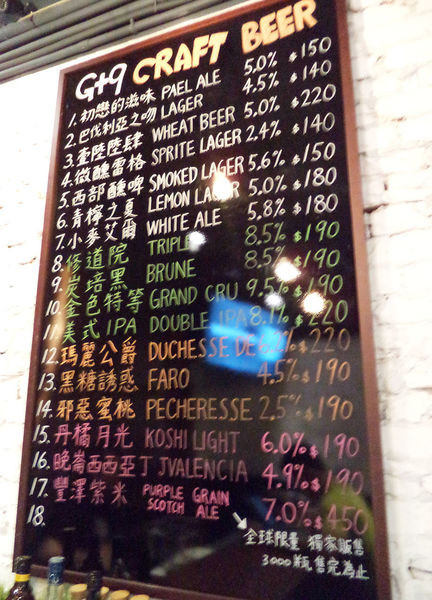 G+9 CRAFT BEER
1. 初戀的滋味 PAEL ALE 5.0% $150
2. 巴伐利亞之吻 LAGER 4.5% $140
3. 壹陸陸肆 WHEAT BEER 5.0% $220
4. 微醺雷格 SPRITE LAGER 2.4% $140
5. 西部醺啤 SMOKED LAGER 5.6% $150
6. 青檸之夏 LEMON LAGER 5.0% $180
7. 小麥艾爾 WHITE ALE 5.8% $180
8. 修道院 TRIPLE 8.5% $190
9. 炭焙黑 BRUNE 8.5% $190
10. 金色特等 GRAND CRU 9.5% $190
11. 美式IPA DOUBLE IPA $220
12. 瑪麗公爵 DUCHESSE DE $220
13. 黑糖誘惑 FARO 4.5% $190
14. 邪惡蜜桃 PECHERESSE 2.5% $190
15. 丹橘月光 KOSHI LIGHT 6.0% $190
16. 晚崙西西亞丁 JVALENCIA 4.9% $190
17. 豐澤紫米 PURPLE GRAIN SCOTCH ALE 7.0% $450
18.
全球限量 獨家販售
3000瓶 售完為止